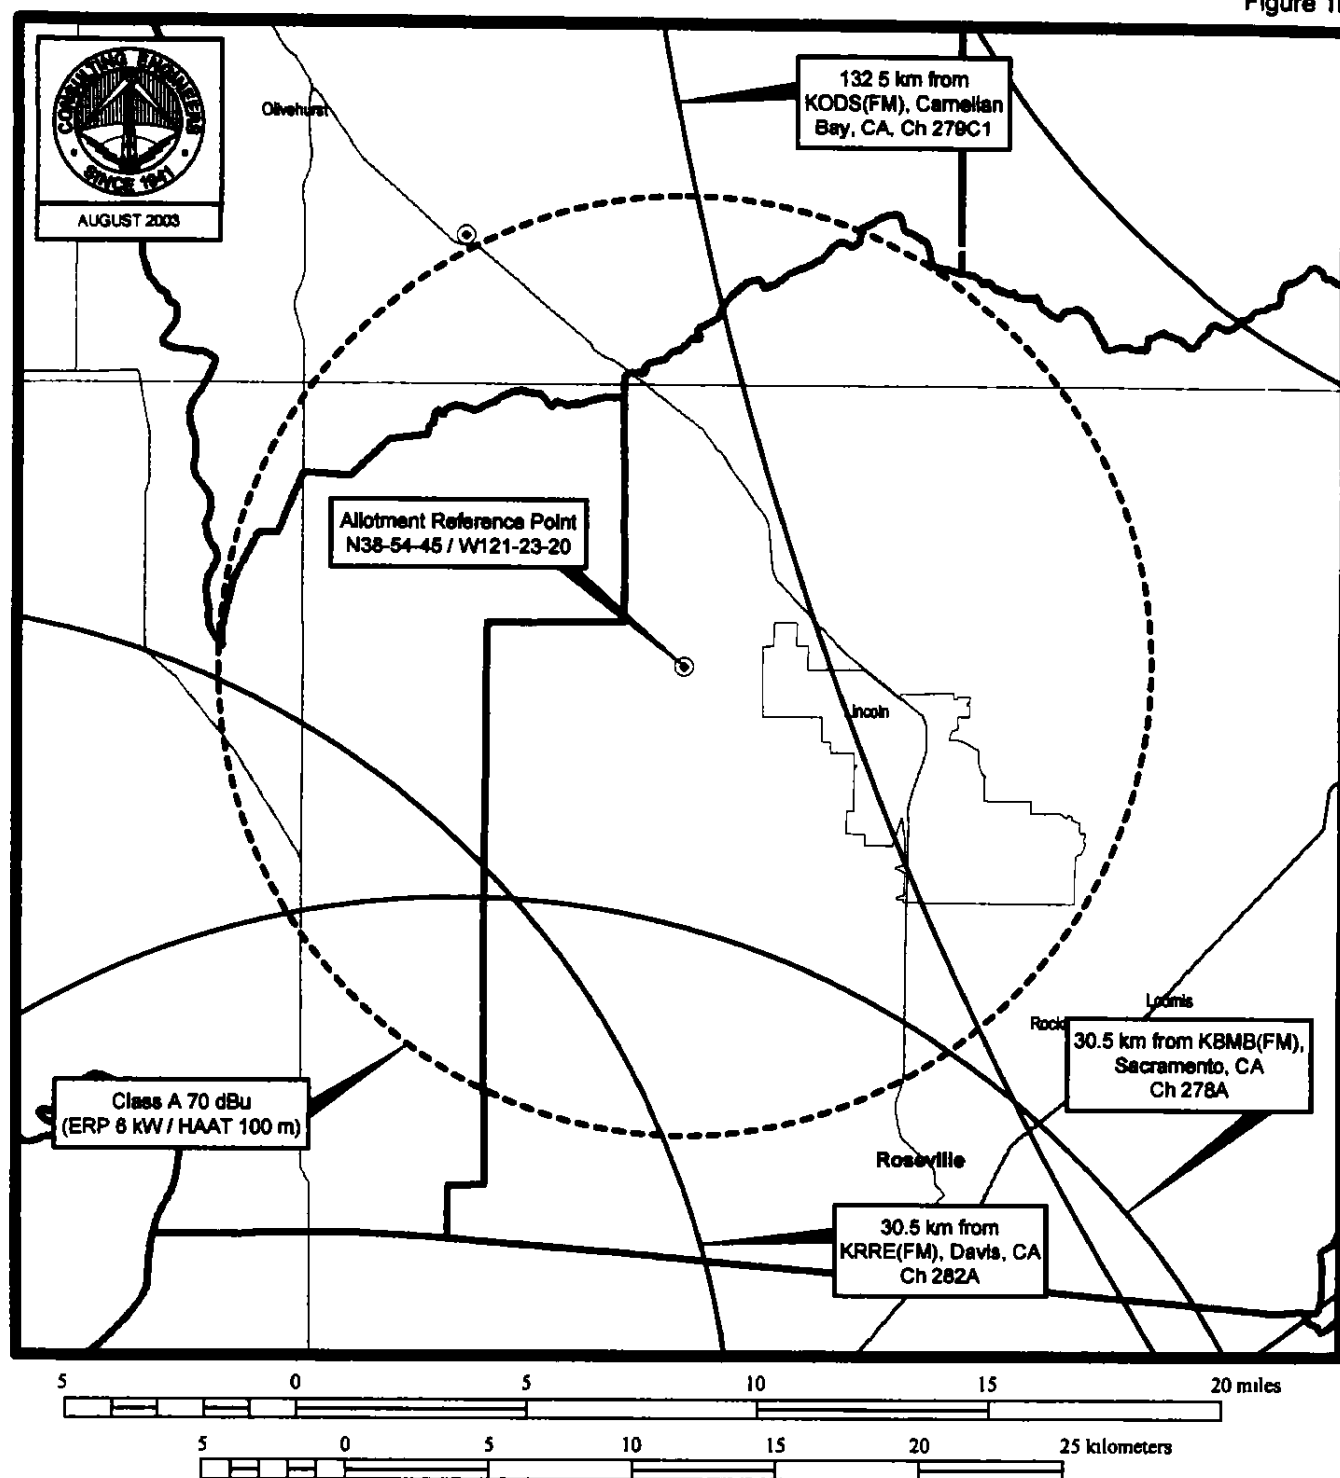 Figure 1
CONSULTING ENGINEERS
SINCE 1941
AUGUST 2003
Olivehurst
132 5 km from
KODS(FM), Carnelian
Bay, CA, Ch 279C1
Allotment Reference Point
N38-54-45 / W121-23-20
Lincoln
Loomis
Rock
30.5 km from KBMB(FM),
Sacramento, CA
Ch 278A
Class A 70 dBu
(ERP 6 kW / HAAT 100 m)
Roseville
30.5 km from
KRRE(FM), Davis, CA
Ch 282A
5 0 5 10 15 20 miles
5 0 5 10 15 20 25 kilometers